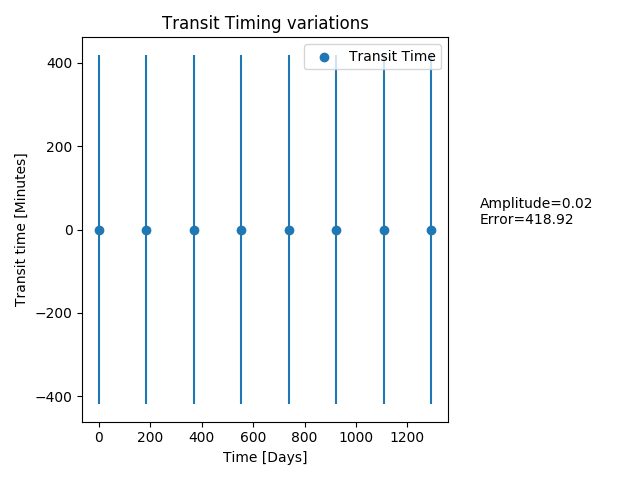 Transit Timing variations
Transit Time
400
200
0
−200
−400
Transit time [Minutes]
0
200
400
600
800
1000
1200
Time [Days]
Amplitude=0.02
Error=418.92